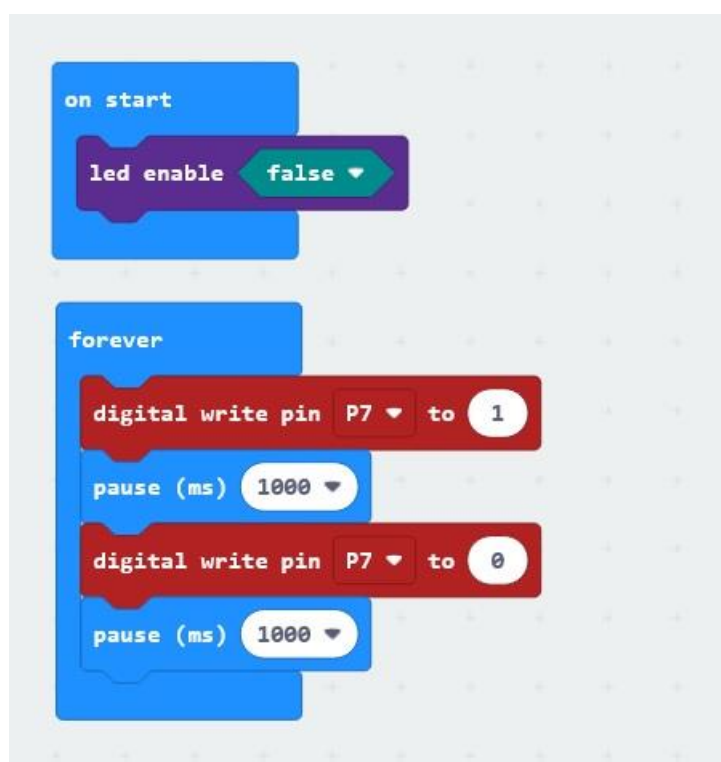 on start
led enable false
forever
digital write pin P7 to 1
pause (ms) 1000
digital write pin P7 to 0
pause (ms) 1000